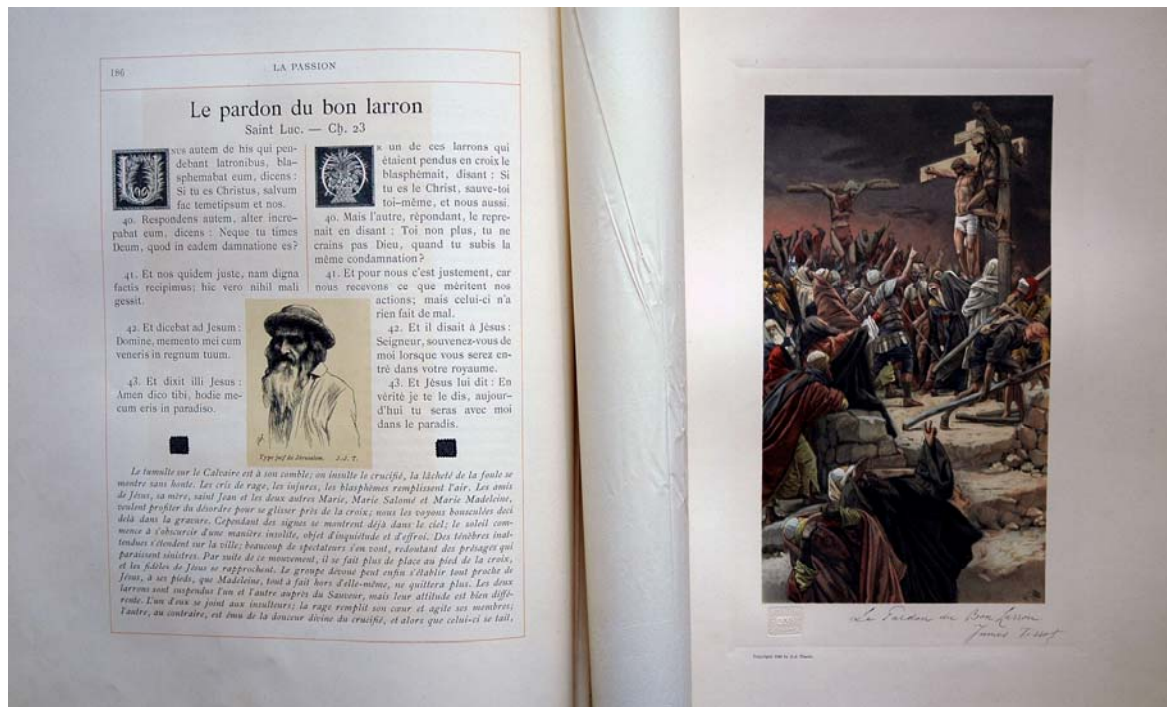 186
LA PASSION
Le pardon du bon larron
Saint Luc. — Ch. 23
UNUS autem de his qui pen-
debant latronibus, bla-
sphemabat eum, dicens :
Si tu es Christus, salvum
fac temetipsum et nos.
40. Respondens autem, alter incre-
pabat eum, dicens : Neque tu times
Deum, quod in eadem damnatione es?
41. Et nos quidem juste, nam digna
factis recipimus; hic vero nihil mali
gessit.
42. Et dicebat ad Jesum :
Domine, memento mei cum
veneris in regnum tuum.
43. Et dixit illi Jesus :
Amen dico tibi, hodie me-
cum eris in paradiso.
OR un de ces larrons qui
étaient pendus en croix le
blasphémait, disant : Si
tu es le Christ, sauve-toi
toi-même, et nous aussi.
40. Mais l'autre, répondant, le repre-
nait en disant : Toi non plus, tu ne
crains pas Dieu, quand tu subis la
même condamnation?
41. Et pour nous c'est justement, car
nous recevons ce que méritent nos
actions; mais celui-ci n'a
rien fait de mal.
42. Et il disait à Jésus :
Seigneur, souvenez-vous de
moi lorsque vous serez en-
tré dans votre royaume.
43. Et Jésus lui dit : En
vérité je te le dis, aujour-
d'hui tu seras avec moi
dans le paradis.
Type juif de Jérusalem. J.-J. T.
Le tumulte sur le Calvaire est à son comble; on insulte le crucifié, la lâcheté de la foule se
montre sans honte. Les cris de rage, les injures, les blasphèmes remplissent l'air. Les amis
de Jésus, sa mère, saint Jean et les deux autres Marie, Marie Salomé et Marie Madeleine,
veulent profiter du désordre pour se glisser près de la croix; nous les voyons bousculées deci
delà dans la gravure. Cependant des signes se montrent déjà dans le ciel; le soleil com-
mence à s'obscurcir d'une manière insolite, objet d'inquiétude et d'effroi. Des ténèbres inat-
tendues s'étendent sur la ville; beaucoup de spectateurs s'en vont, redoutant des présages qui
paraissent sinistres. Par suite de ce mouvement, il se fait plus de place au pied de la croix,
et les fidèles de Jésus se rapprochent. Le groupe dévoué peut enfin s'établir tout proche de
Jésus, à ses pieds, que Madeleine, tout à fait hors d'elle-même, ne quittera plus. Les deux
larrons sont suspendus l'un et l'autre auprès du Sauveur, mais leur attitude est bien diffé-
rente. L'un d'eux se joint aux insulteurs; la rage remplit son cœur et agite ses membres;
l'autre, au contraire, est ému de la douceur divine du crucifié, et alors que celui-ci se tait,
Le Pardon du Bon Larron
James Tissot
Copyright by J.-J. Tissot